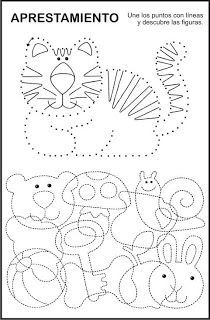 APRESTAMIENTO
Une los puntos con líneas
y descubre las figuras.